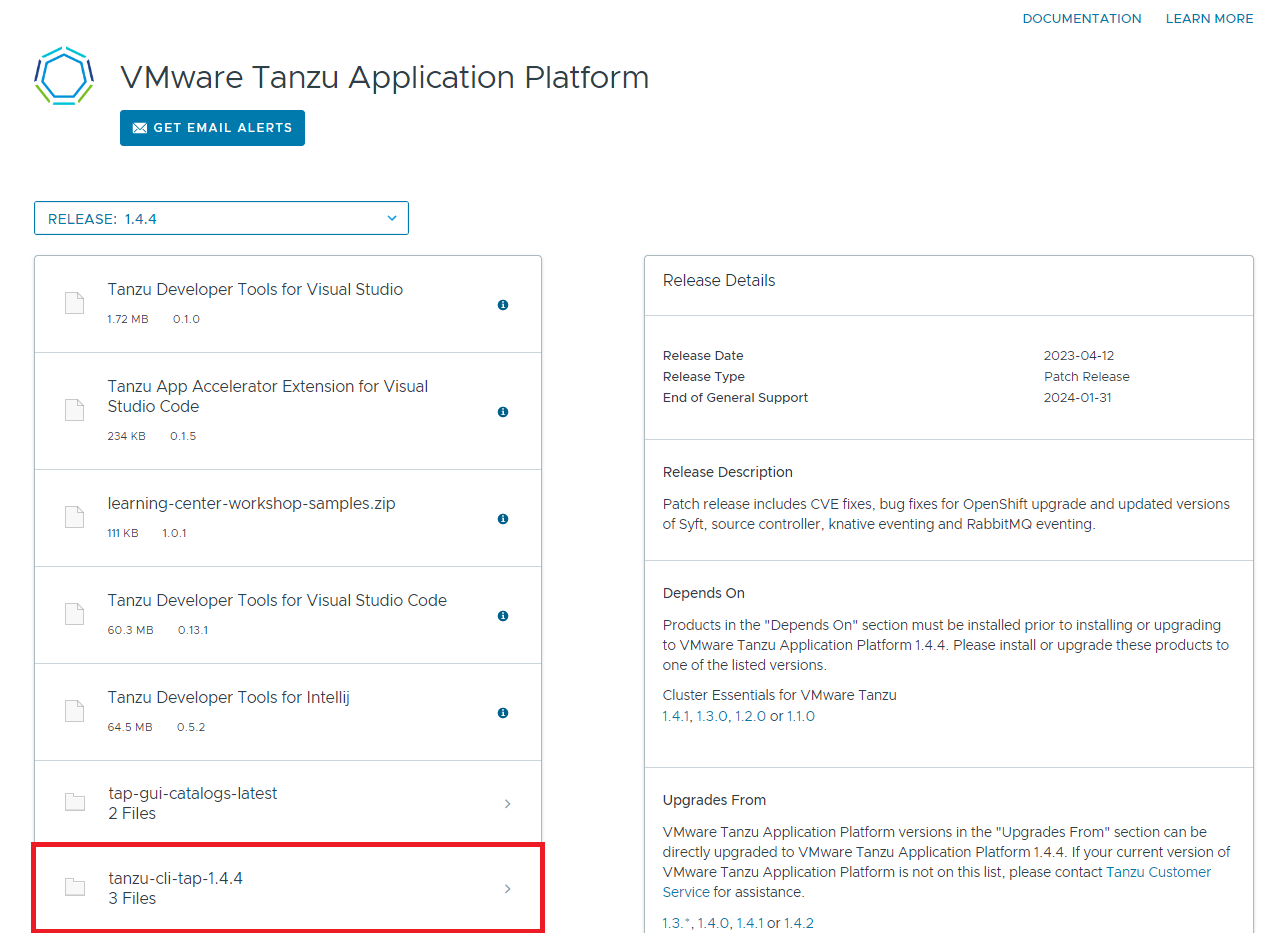 DOCUMENTATION LEARN MORE
VMware Tanzu Application Platform
GET EMAIL ALERTS
RELEASE: 1.4.4
Tanzu Developer Tools for Visual Studio
1.72 MB 0.1.0
Tanzu App Accelerator Extension for Visual
Studio Code
234 KB 0.1.5
learning-center-workshop-samples.zip
111 KB 1.0.1
Tanzu Developer Tools for Visual Studio Code
60.3 MB 0.13.1
Tanzu Developer Tools for Intellij
64.5 MB 0.5.2
tap-gui-catalogs-latest
2 Files
tanzu-cli-tap-1.4.4
3 Files
Release Details
Release Date 2023-04-12
Release Type Patch Release
End of General Support 2024-01-31
Release Description
Patch release includes CVE fixes, bug fixes for OpenShift upgrade and updated versions
of Syft, source controller, knative eventing and RabbitMQ eventing.
Depends On
Products in the "Depends On" section must be installed prior to installing or upgrading
to VMware Tanzu Application Platform 1.4.4. Please install or upgrade these products to
one of the listed versions.
Cluster Essentials for VMware Tanzu
1.4.1, 1.3.0, 1.2.0 or 1.1.0
Upgrades From
VMware Tanzu Application Platform versions in the "Upgrades From" section can be
directly upgraded to VMware Tanzu Application Platform 1.4.4. If your current version of
VMware Tanzu Application Platform is not on this list, please contact Tanzu Customer
Service for assistance.
1.3.*, 1.4.0, 1.4.1 or 1.4.2